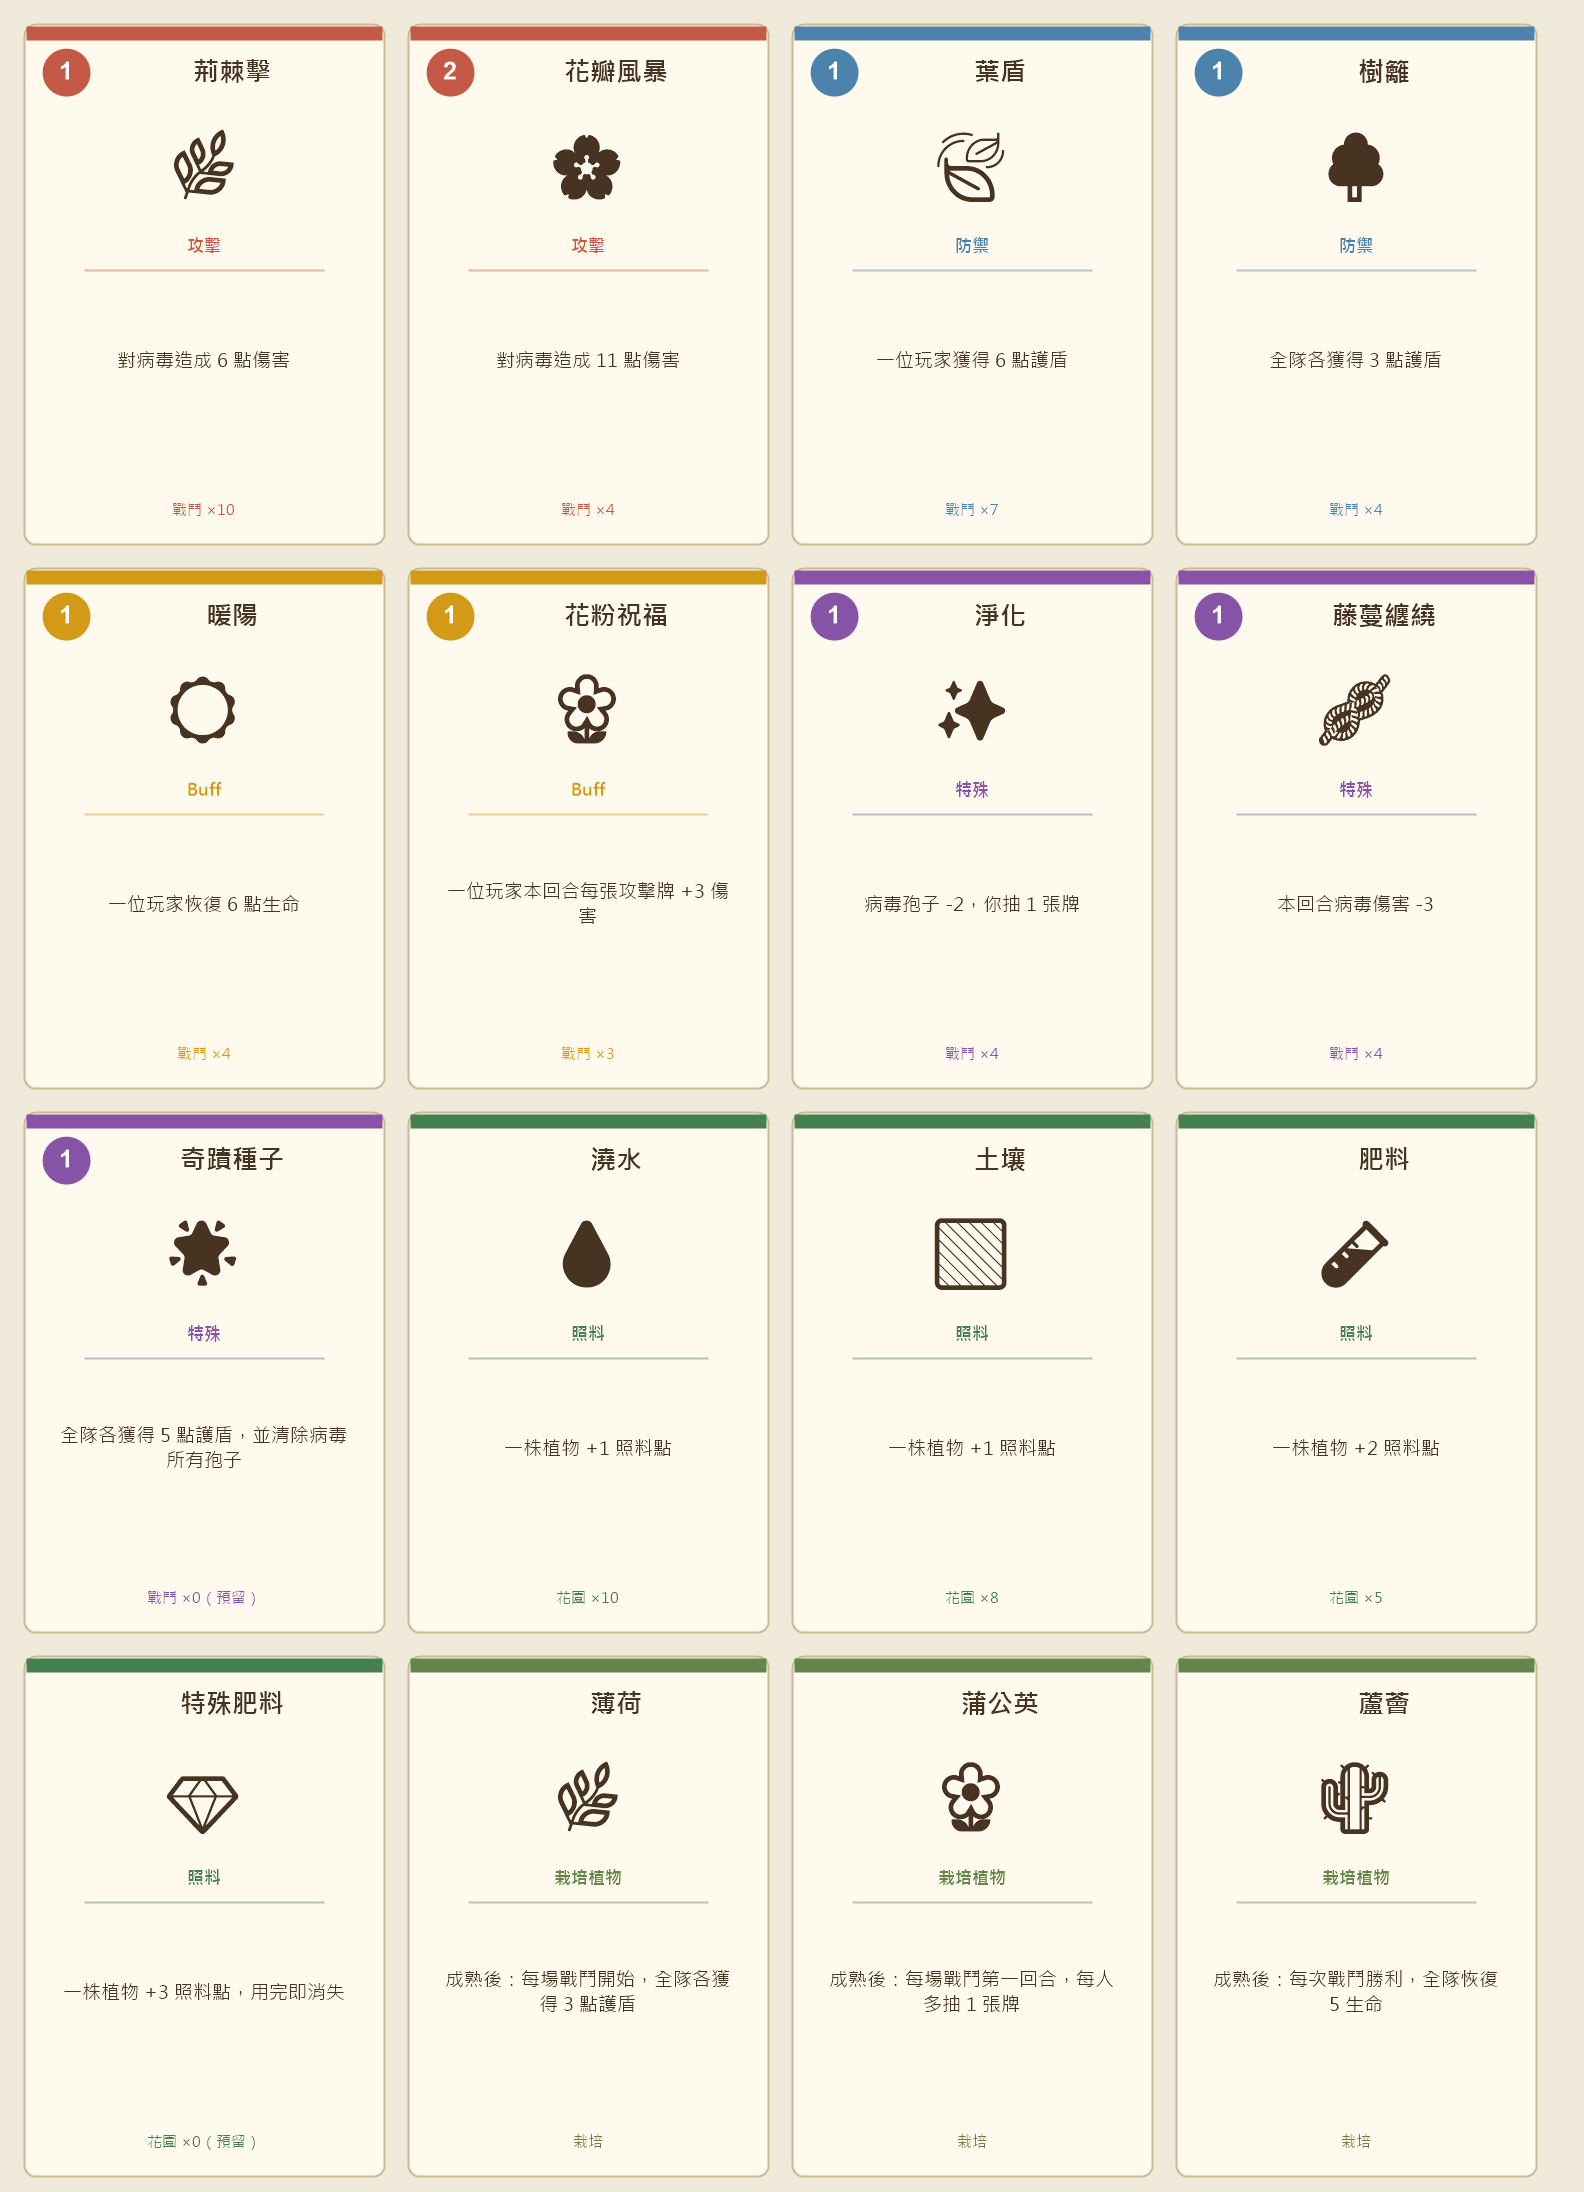 1
荊棘擊
攻擊
對病毒造成 6 點傷害
戰鬥 ×10
2
花瓣風暴
攻擊
對病毒造成 11 點傷害
戰鬥 ×4
1
葉盾
防禦
一位玩家獲得 6 點護盾
戰鬥 ×7
1
樹籬
防禦
全隊各獲得 3 點護盾
戰鬥 ×4
1
暖陽
Buff
一位玩家恢復 6 點生命
戰鬥 ×4
1
花粉祝福
Buff
一位玩家本回合每張攻擊牌 +3 傷
害
戰鬥 ×3
1
淨化
特殊
病毒孢子 -2，你抽 1 張牌
戰鬥 ×4
1
藤蔓纏繞
特殊
本回合病毒傷害 -3
戰鬥 ×4
1
奇蹟種子
特殊
全隊各獲得 5 點護盾，並清除病毒
所有孢子
戰鬥 ×0（預留）
澆水
照料
一株植物 +1 照料點
花園 ×10
土壤
照料
一株植物 +1 照料點
花園 ×8
肥料
照料
一株植物 +2 照料點
花園 ×5
特殊肥料
照料
一株植物 +3 照料點，用完即消失
花園 ×0（預留）
薄荷
栽培植物
成熟後：每場戰鬥開始，全隊各獲
得 3 點護盾
栽培
蒲公英
栽培植物
成熟後：每場戰鬥第一回合，每人
多抽 1 張牌
栽培
蘆薈
栽培植物
成熟後：每次戰鬥勝利，全隊恢復
5 生命
栽培